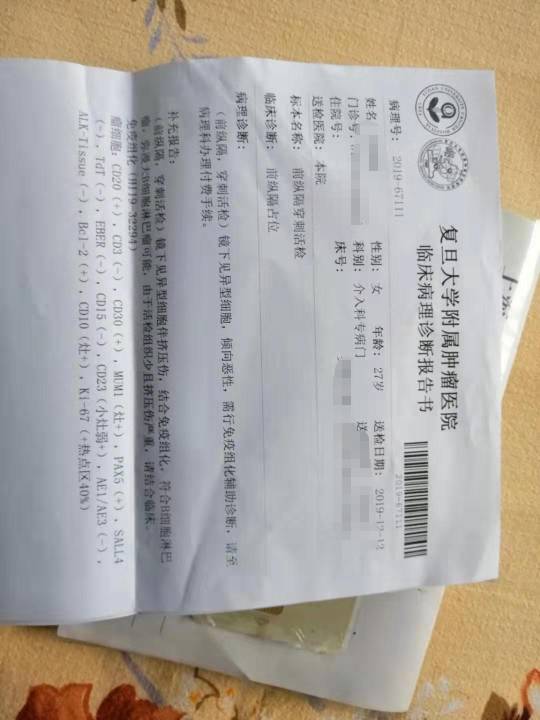 复旦大学附属肿瘤医院
临床病理诊断报告书
2019-67111
病理号: 2019-67111
姓名 性别: 女 年龄: 27岁 送检日期: 2019-12-12
门诊号: 科别: 介入科专病门
住院号: 床号: 送
送检医院: 本院
标本名称: 前纵隔穿刺活检
临床诊断: 前纵隔占位
病理诊断:
(前纵隔, 穿刺活检) 镜下见异型细胞, 倾向恶性, 需行免疫组化辅助诊断, 请至
病理科办理付费手续。
补充报告:
(前纵隔, 穿刺活检) 镜下见异型细胞伴挤压伤, 结合免疫组化, 符合B细胞淋巴
瘤, 弥漫大B细胞淋巴瘤可能, 由于活检组织少且挤压伤严重, 请结合临床。
免疫组化 (HI19-32294)
瘤细胞: CD20 (+) , CD3 (-) , CD30 (+) , MUM1 (灶+) , PAX5 (+) , SALL4
(-) , TdT (-) , EBER (-) , CD15 (-) , CD23 (小灶弱+) , AE1/AE3 (-) ,
ALK-Tissue (-) , Bcl-2 (+) , CD10 (灶+) , Ki-67 (+热点区40%)